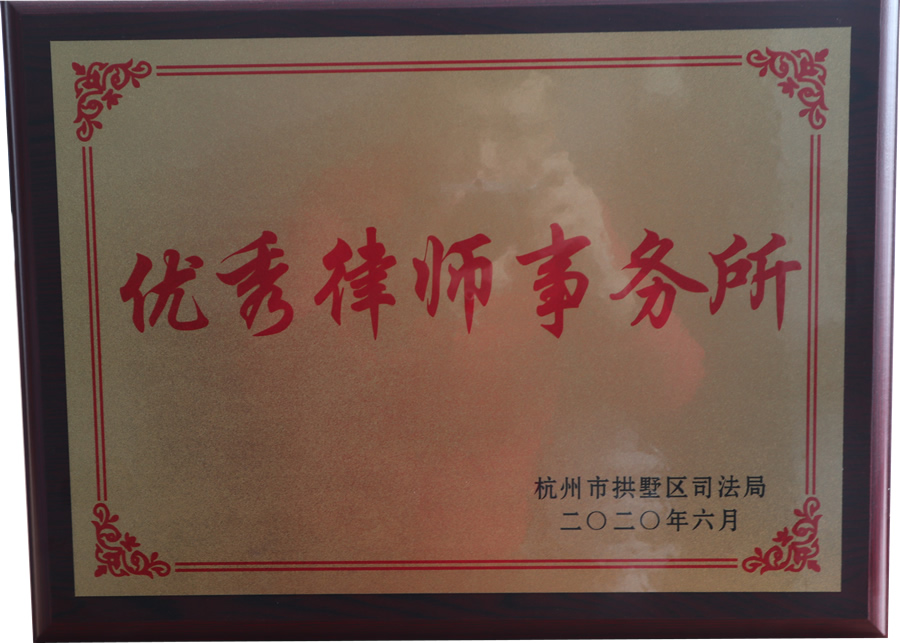 优秀律师事务所
杭州市拱墅区司法局
二〇二〇年六月